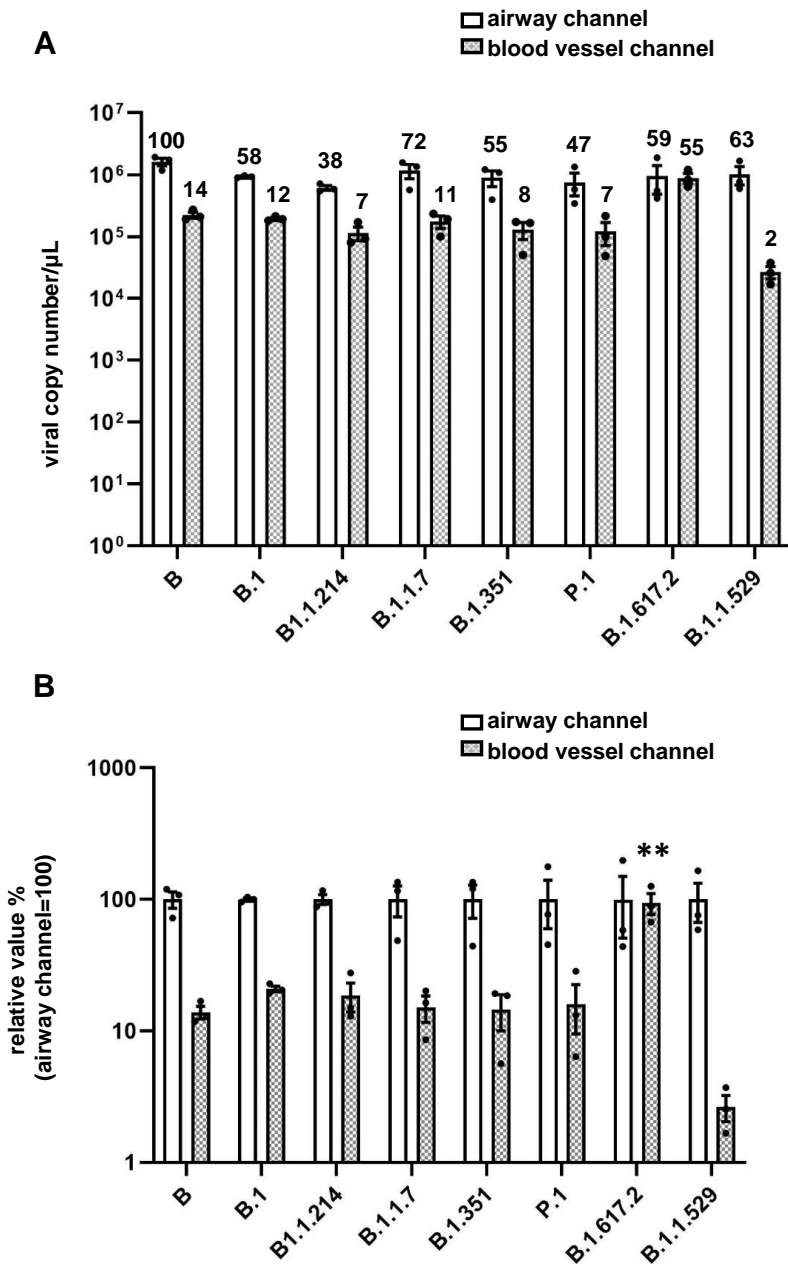 A
airway channel
blood vessel channel
viral copy number/µL
10⁷
10⁶
10⁵
10⁴
10³
10²
10¹
10⁰
100
14
58
12
38
7
72
11
55
8
47
7
59
55
63
2
B
B.1
B1.1.214
B.1.1.7
B.1.351
P.1
B.1.617.2
B.1.1.529
B
airway channel
blood vessel channel
relative value %
(airway channel=100)
1000
100
10
1
**
B
B.1
B1.1.214
B.1.1.7
B.1.351
P.1
B.1.617.2
B.1.1.529